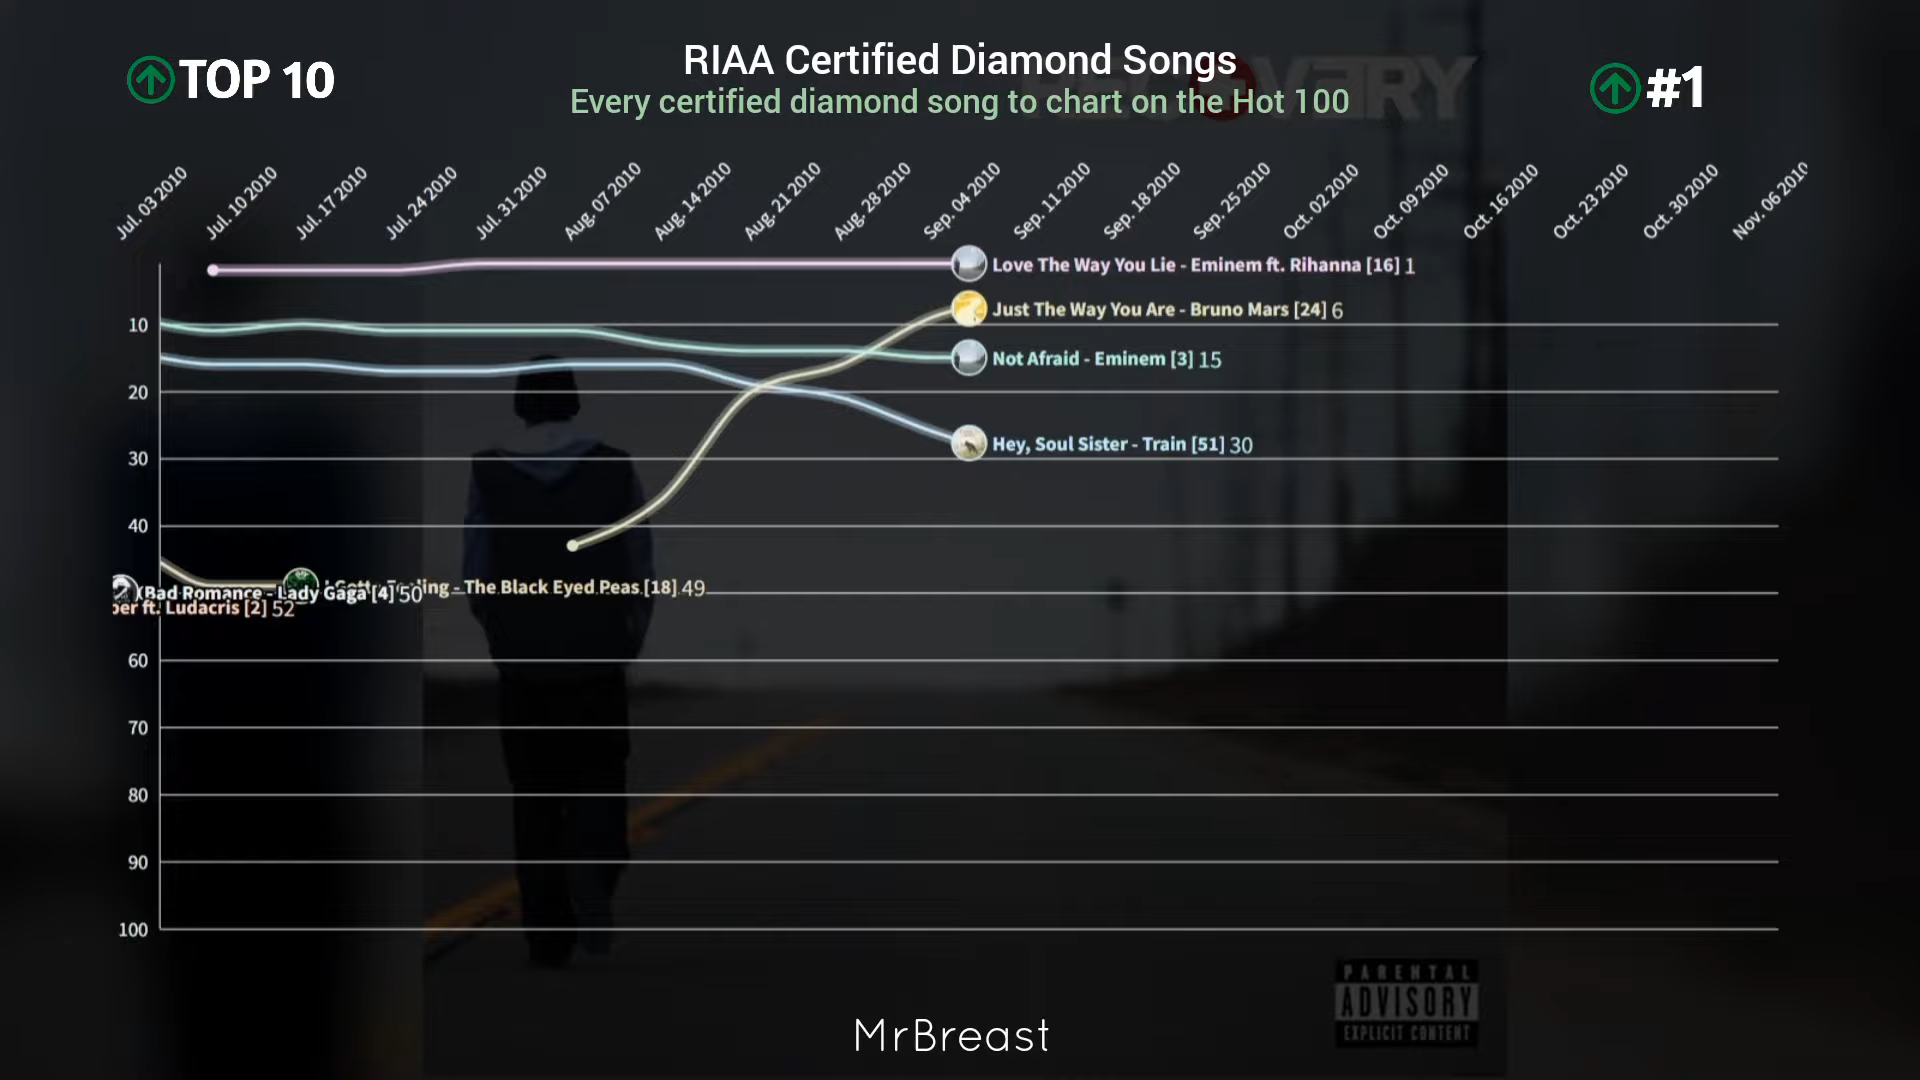 TOP 10
RIAA Certified Diamond Songs
Every certified diamond song to chart on the Hot 100
#1
Jul. 03 2010
Jul. 10 2010
Jul. 17 2010
Jul. 24 2010
Jul. 31 2010
Aug. 07 2010
Aug. 14 2010
Aug. 21 2010
Aug. 28 2010
Sep. 04 2010
Sep. 11 2010
Sep. 18 2010
Sep. 25 2010
Oct. 02 2010
Oct. 09 2010
Oct. 16 2010
Oct. 23 2010
Oct. 30 2010
Nov. 06 2010
Love The Way You Lie - Eminem ft. Rihanna [16] 1
Just The Way You Are - Bruno Mars [24] 6
10
Not Afraid - Eminem [3] 15
20
Hey, Soul Sister - Train [51] 30
30
40
- The Black Eyed Peas [18] 49
Bad Romance - Lady Gaga [4] 50
ft. Ludacris [2] 52
60
70
80
90
100
PARENTAL
ADVISORY
EXPLICIT CONTENT
MrBreast